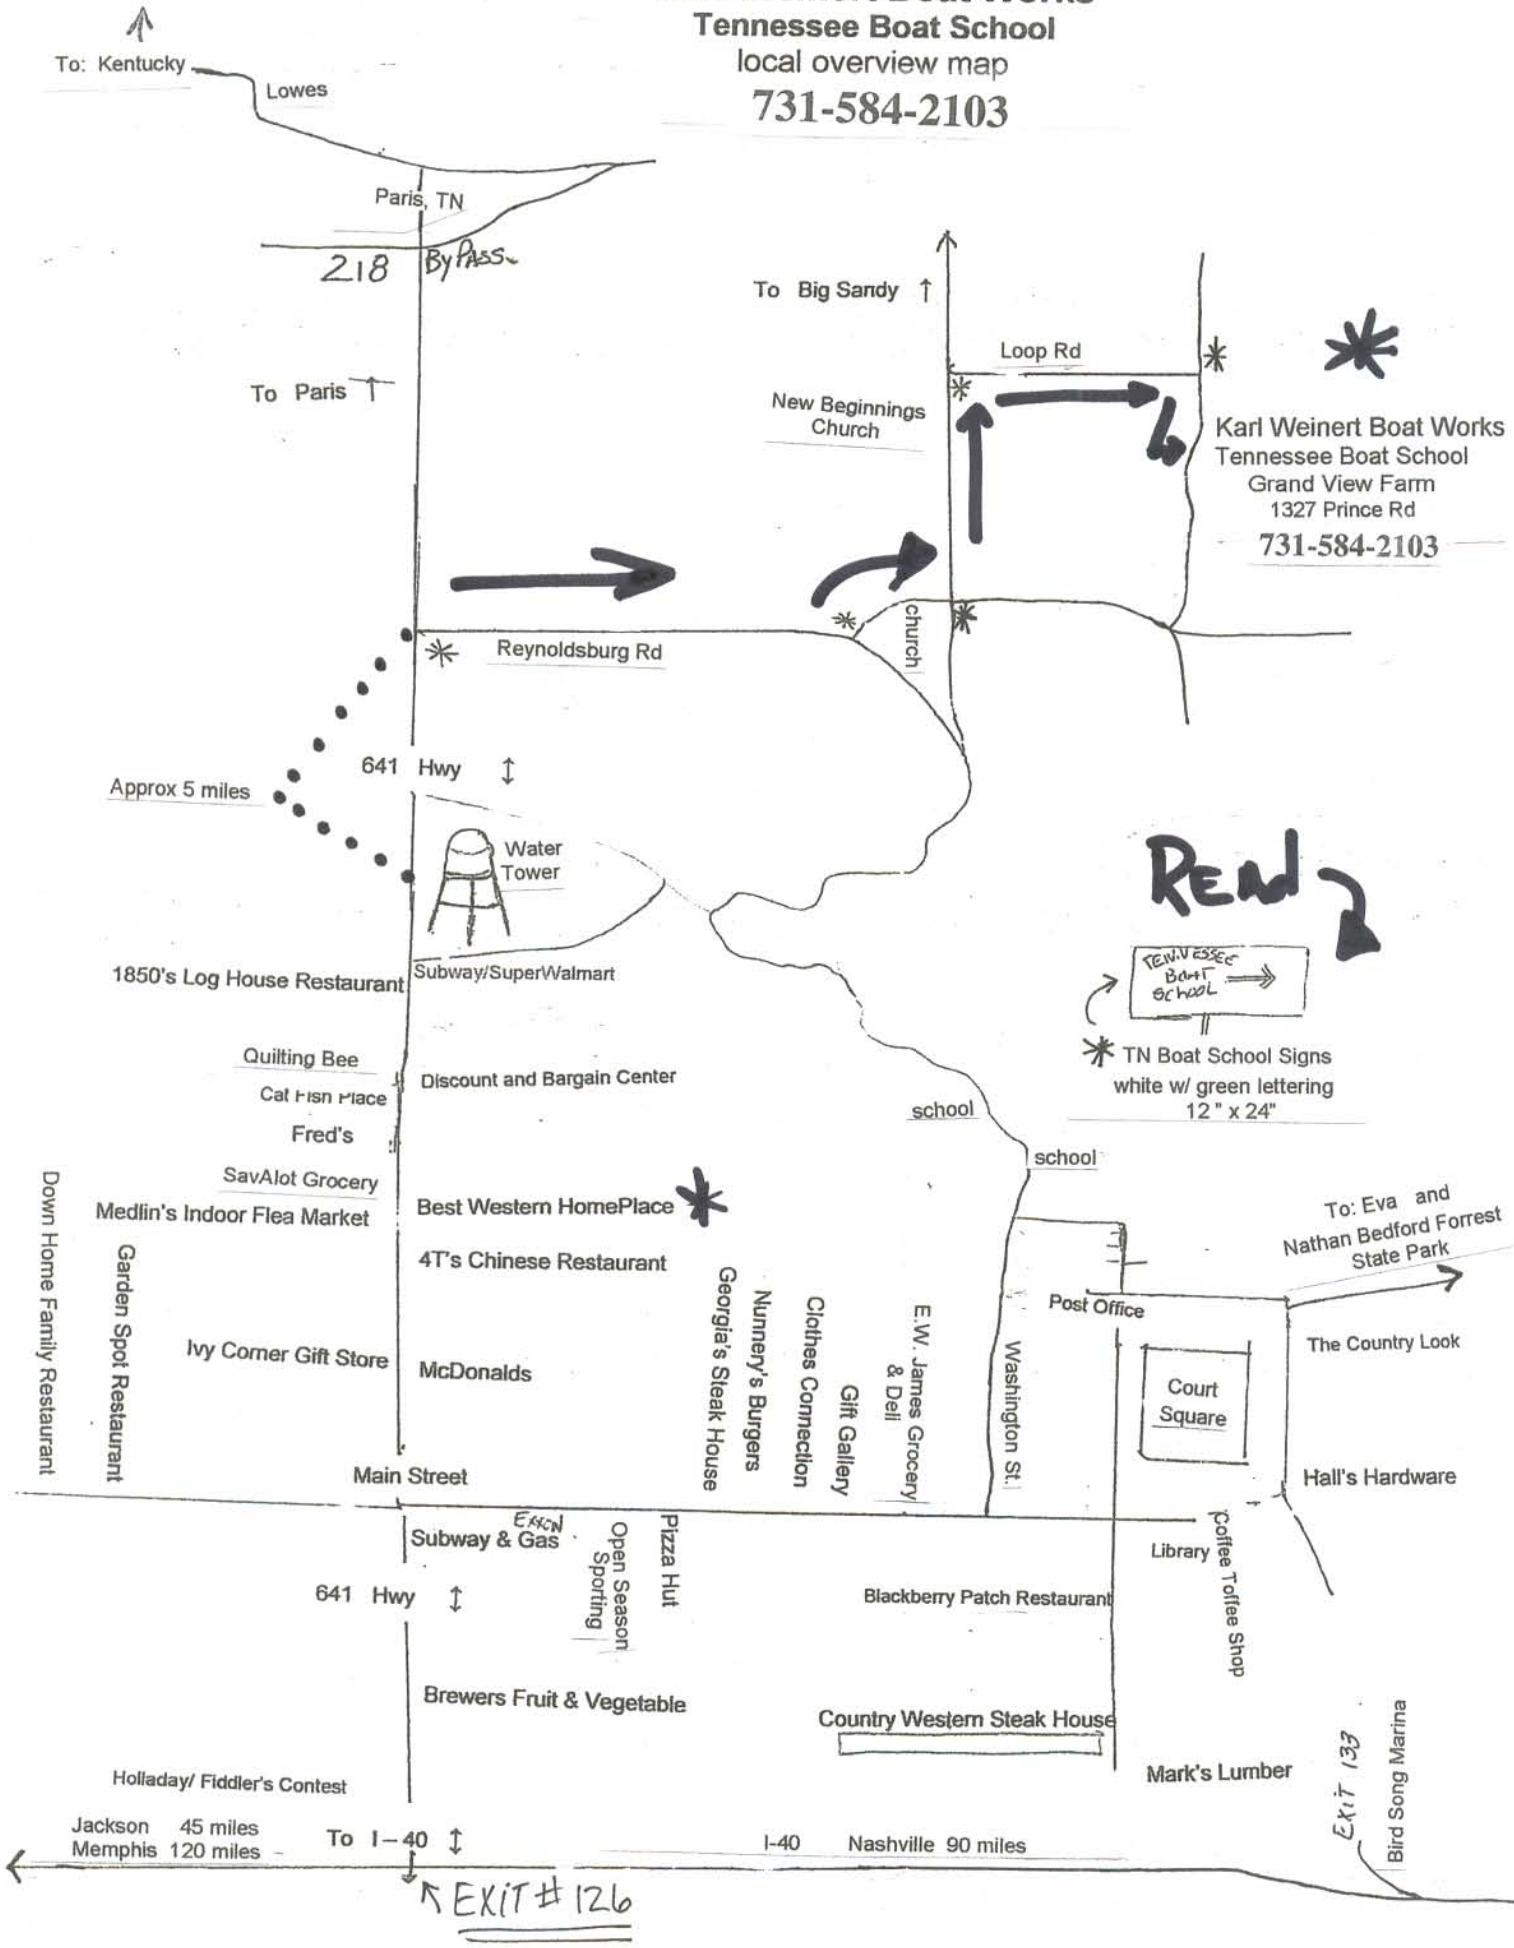 Tennessee Boat School
local overview map
731-584-2103
To: Kentucky
Lowes
Paris, TN
218 ByPASS
To Big Sandy ↑
Loop Rd
To Paris ↑
New Beginnings
Church
Karl Weinert Boat Works
Tennessee Boat School
Grand View Farm
1327 Prince Rd
731-584-2103
church
Reynoldsburg Rd
641 Hwy ↕
Approx 5 miles
Water
Tower
READ
1850's Log House Restaurant
Subway/SuperWalmart
TENNESSEE
BOAT
SCHOOL
TN Boat School Signs
white w/ green lettering
12" x 24"
Quilting Bee
Discount and Bargain Center
Cat Fish Place
Fred's
school
school
SavAlot Grocery
Medlin's Indoor Flea Market
Best Western HomePlace
4T's Chinese Restaurant
Down Home Family Restaurant
Garden Spot Restaurant
Ivy Corner Gift Store
McDonalds
Georgia's Steak House
Nunnery's Burgers
Clothes Connection
Gift Gallery
E.W. James Grocery
& Deli
Washington St.
Post Office
To: Eva and
Nathan Bedford Forrest
State Park
The Country Look
Court
Square
Hall's Hardware
Main Street
EXXON
Subway & Gas
Open Season
Sporting
Pizza Hut
Library
Coffee Toffee Shop
641 Hwy ↕
Blackberry Patch Restaurant
Brewers Fruit & Vegetable
Country Western Steak House
Mark's Lumber
EXIT 133
Bird Song Marina
Holladay/ Fiddler's Contest
Jackson 45 miles
Memphis 120 miles
To I-40 ↕
I-40 Nashville 90 miles
EXIT # 126